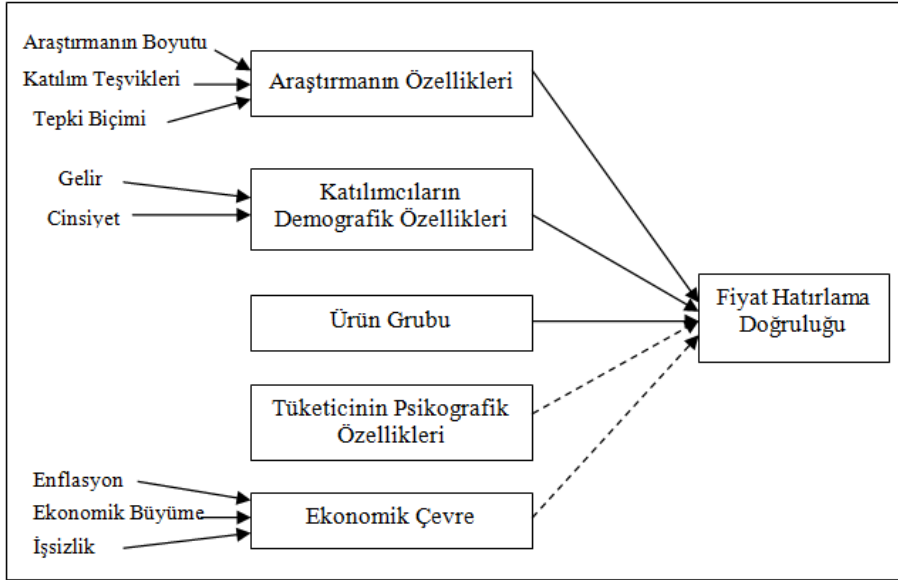 Araştırmanın Boyutu
Katılım Teşvikleri
Tepki Biçimi
Araştırmanın Özellikleri
Gelir
Cinsiyet
Katılımcıların
Demografik Özellikleri
Ürün Grubu
Tüketicinin Psikografik
Özellikleri
Enflasyon
Ekonomik Büyüme
İşsizlik
Ekonomik Çevre
Fiyat Hatırlama
Doğruluğu